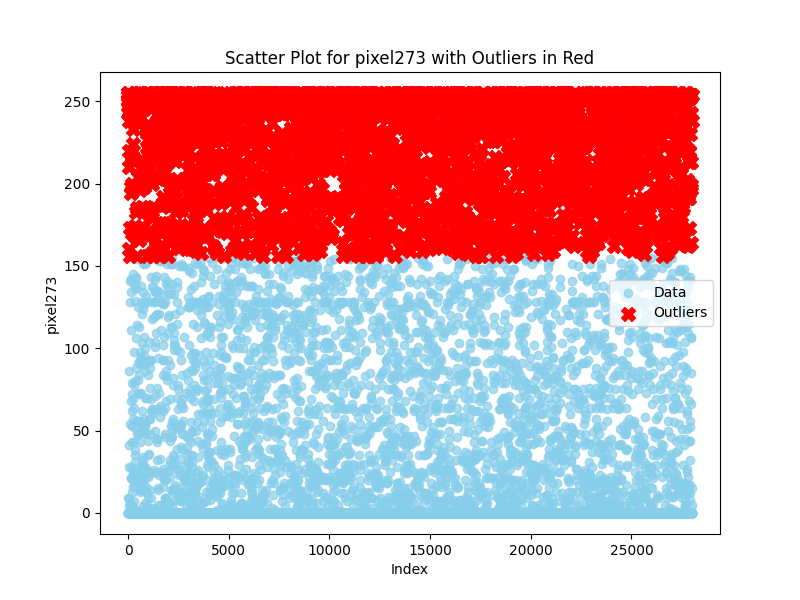 Scatter Plot for pixel273 with Outliers in Red
250
200
150
100
50
0
pixel273
Data
Outliers
0 5000 10000 15000 20000 25000
Index